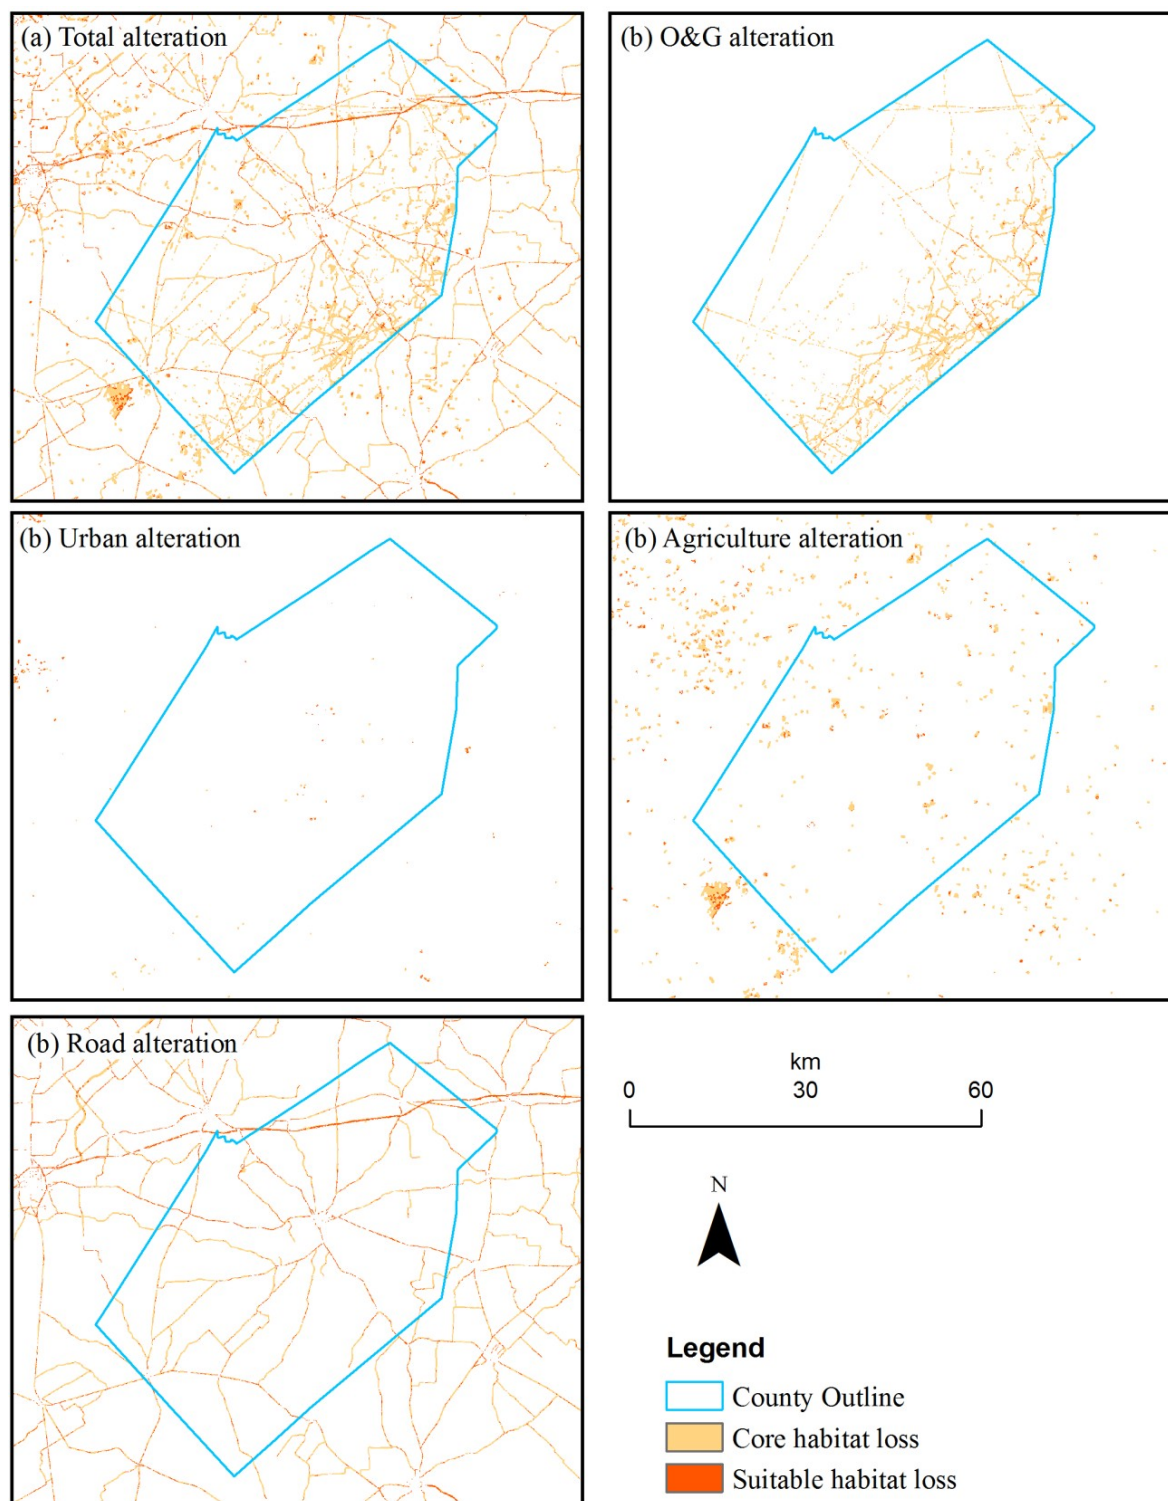 (a) Total alteration
(b) O&G alteration
(b) Urban alteration
(b) Agriculture alteration
(b) Road alteration
km
0 30 60
N
Legend
County Outline
Core habitat loss
Suitable habitat loss